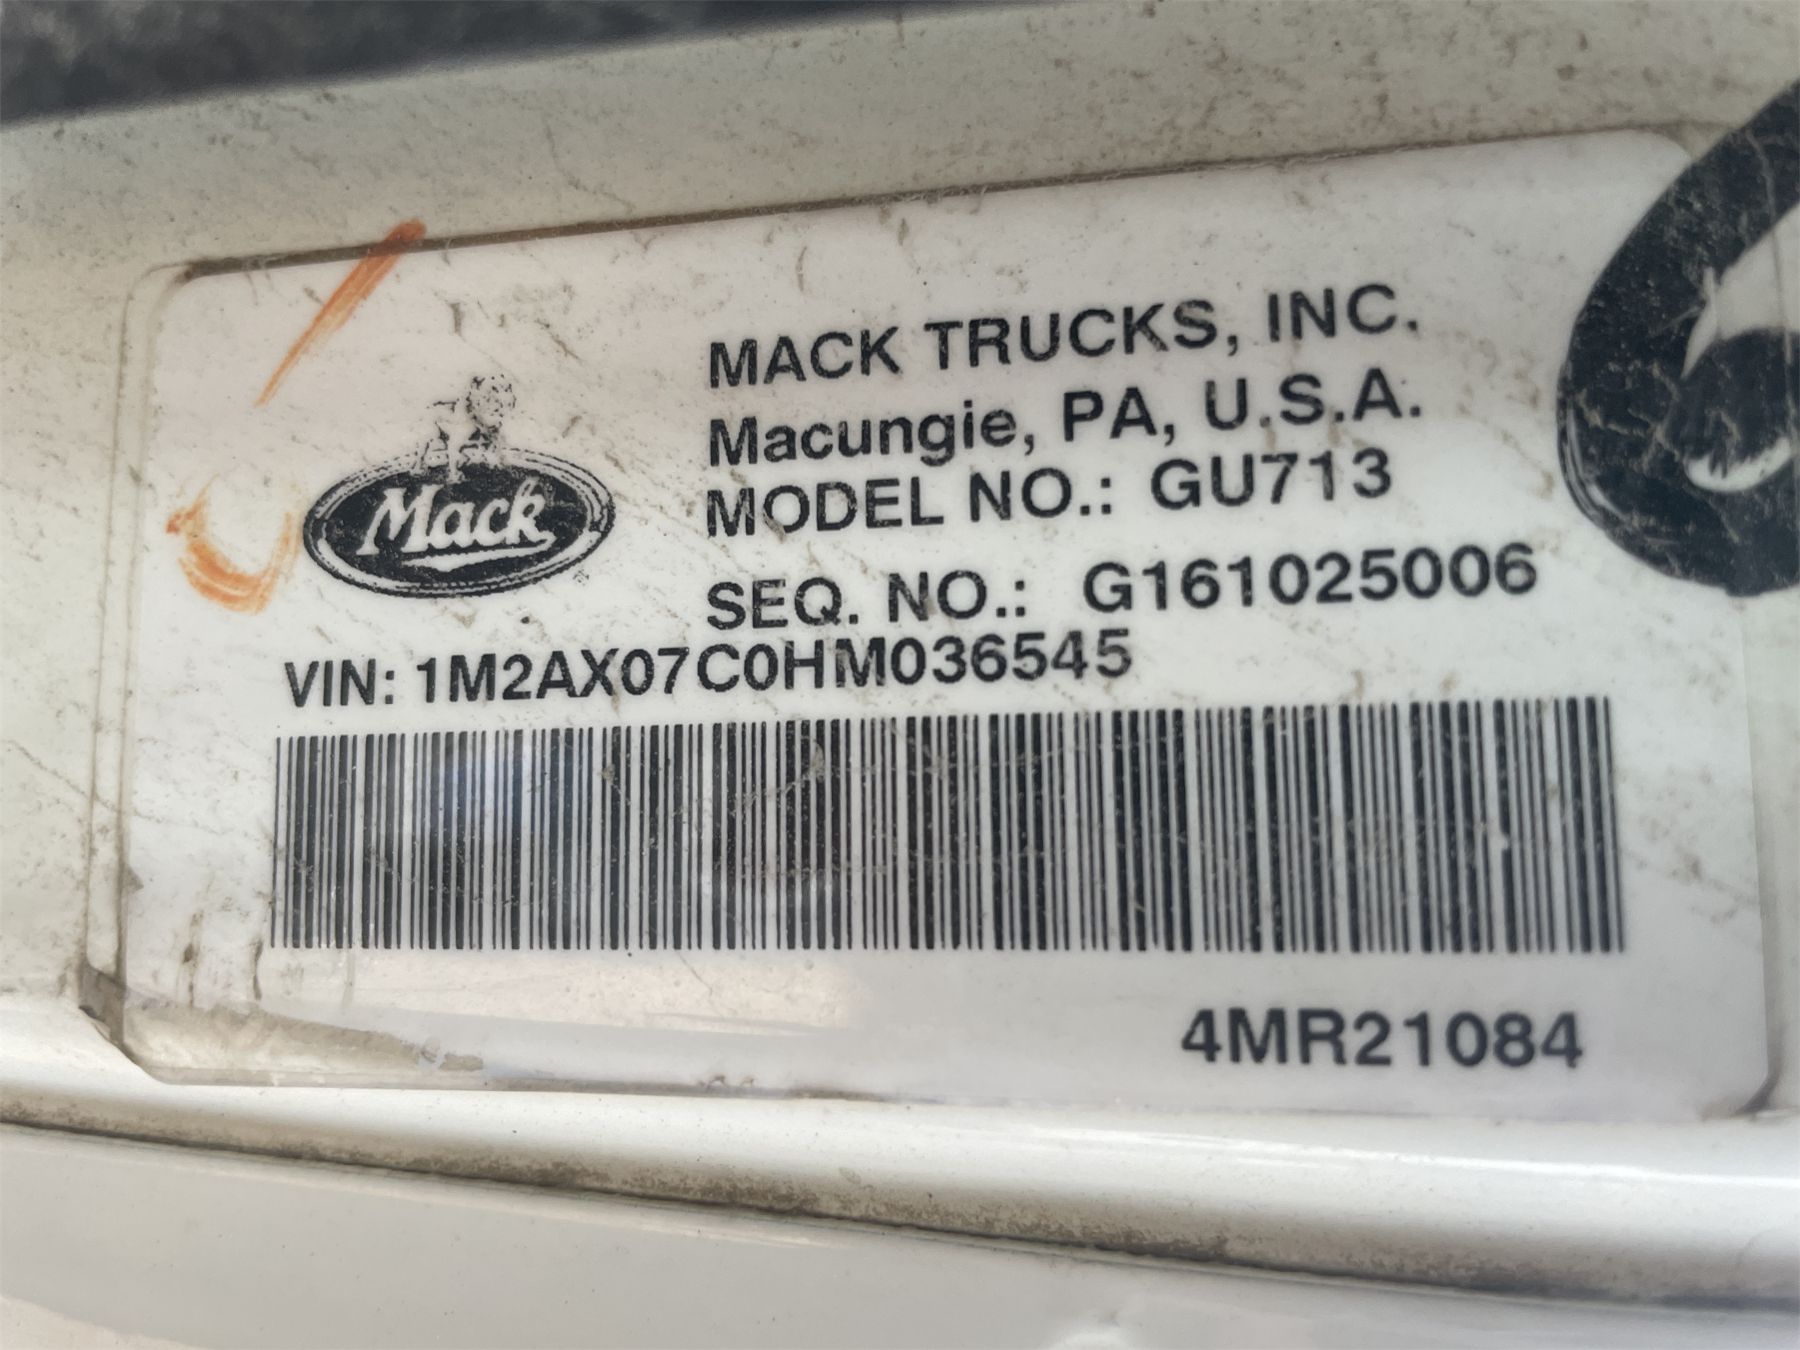 MACK TRUCKS, INC.
Macungie, PA, U.S.A.
MODEL NO.: GU713
Mack
SEQ. NO.: G161025006
VIN: 1M2AX07C0HM036545
4MR21084